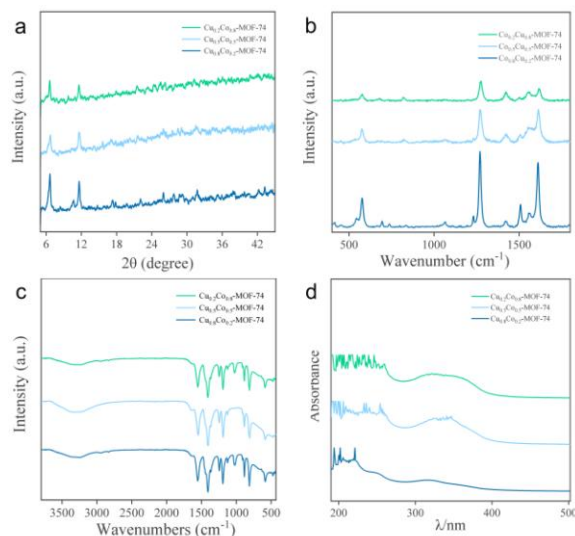 a
Cu0.2Co0.8-MOF-74
Cu0.5Co0.5-MOF-74
Cu0.8Co0.2-MOF-74
Intensity (a.u.)
6 12 18 24 30 36 42
2θ (degree)
b
Cu0.2Co0.8-MOF-74
Cu0.5Co0.5-MOF-74
Cu0.8Co0.2-MOF-74
Intensity (a.u.)
500 1000 1500
Wavenumber (cm-1)
c
Cu0.2Co0.8-MOF-74
Cu0.5Co0.5-MOF-74
Cu0.8Co0.2-MOF-74
Intensity (a.u.)
3500 3000 2500 2000 1500 1000 500
Wavenumbers (cm-1)
d
Cu0.2Co0.8-MOF-74
Cu0.5Co0.5-MOF-74
Cu0.8Co0.2-MOF-74
Absorbance
200 300 400 500
λ/nm